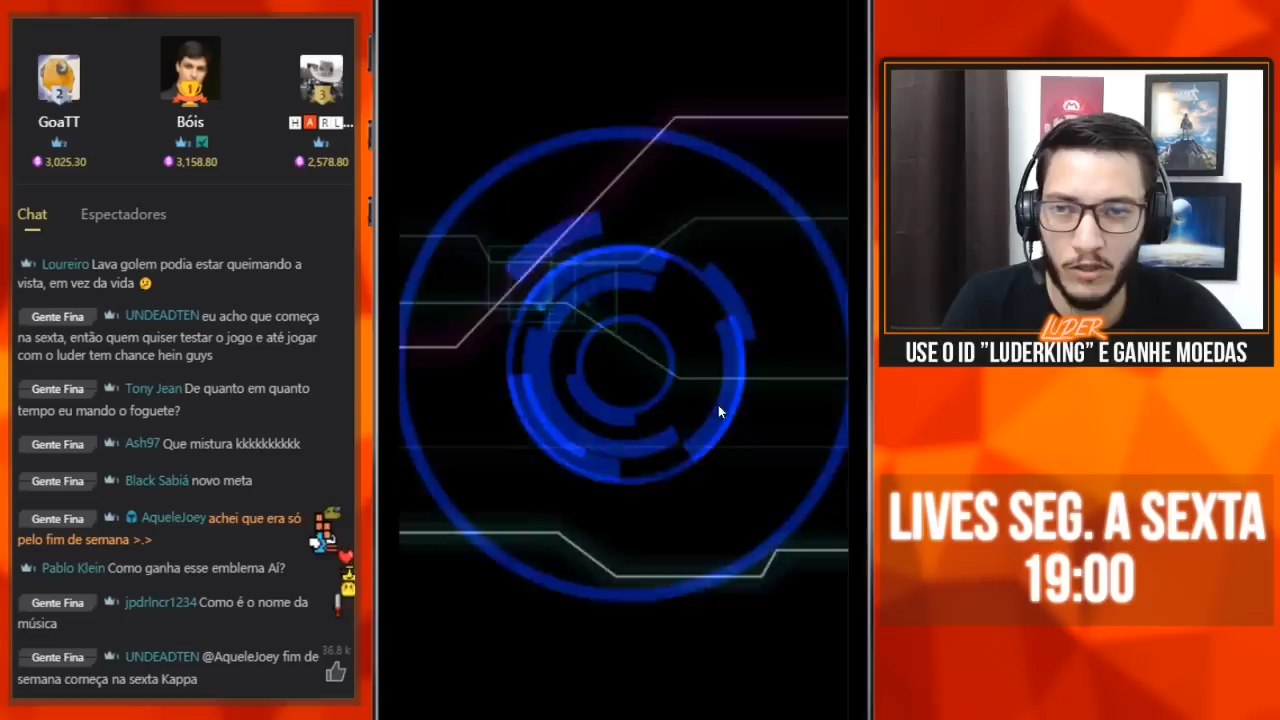 2
1
3
GoaTT
Bóis
HARL...
3,025.30
3,158.80
2,578.80
Chat
Espectadores
Loureiro Lava golem podia estar queimando a
vista, em vez da vida
Gente Fina UNDEADTEN eu acho que começa
na sexta, então quem quiser testar o jogo e até jogar
com o luder tem chance hein guys
Gente Fina Tony Jean De quanto em quanto
tempo eu mando o foguete?
Gente Fina Ash97 Que mistura kkkkkkkkkk
Gente Fina Black Sabiá novo meta
Gente Fina AqueleJoey achei que era só
pelo fim de semana >.>
Pablo Klein Como ganha esse emblema Aí?
Gente Fina jpdrlncr1234 Como é o nome da
música
Gente Fina UNDEADTEN @AqueleJoey fim de
semana começa na sexta Kappa
36.8 k
LUDER
USE O ID "LUDERKING" E GANHE MOEDAS
LIVES SEG. A SEXTA
19:00